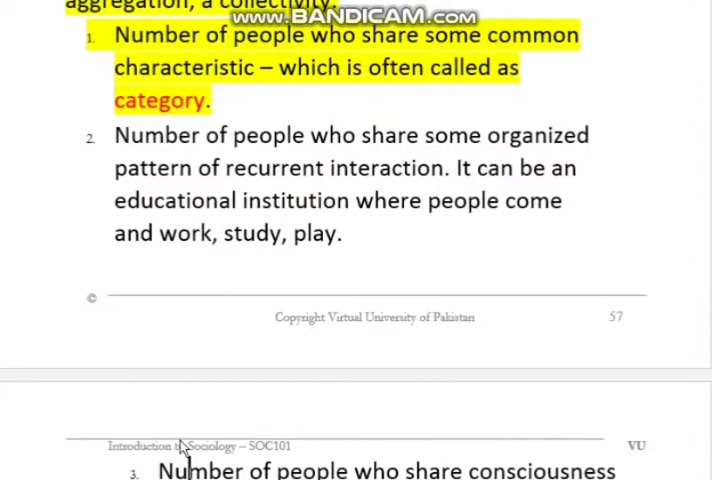 aggregation, a collectivity.
www.BANDICAM.com
1. Number of people who share some common
characteristic – which is often called as
category.
2. Number of people who share some organized
pattern of recurrent interaction. It can be an
educational institution where people come
and work, study, play.
©
Copyright Virtual University of Pakistan 57
Introduction to Sociology – SOC101 VU
3. Number of people who share consciousness